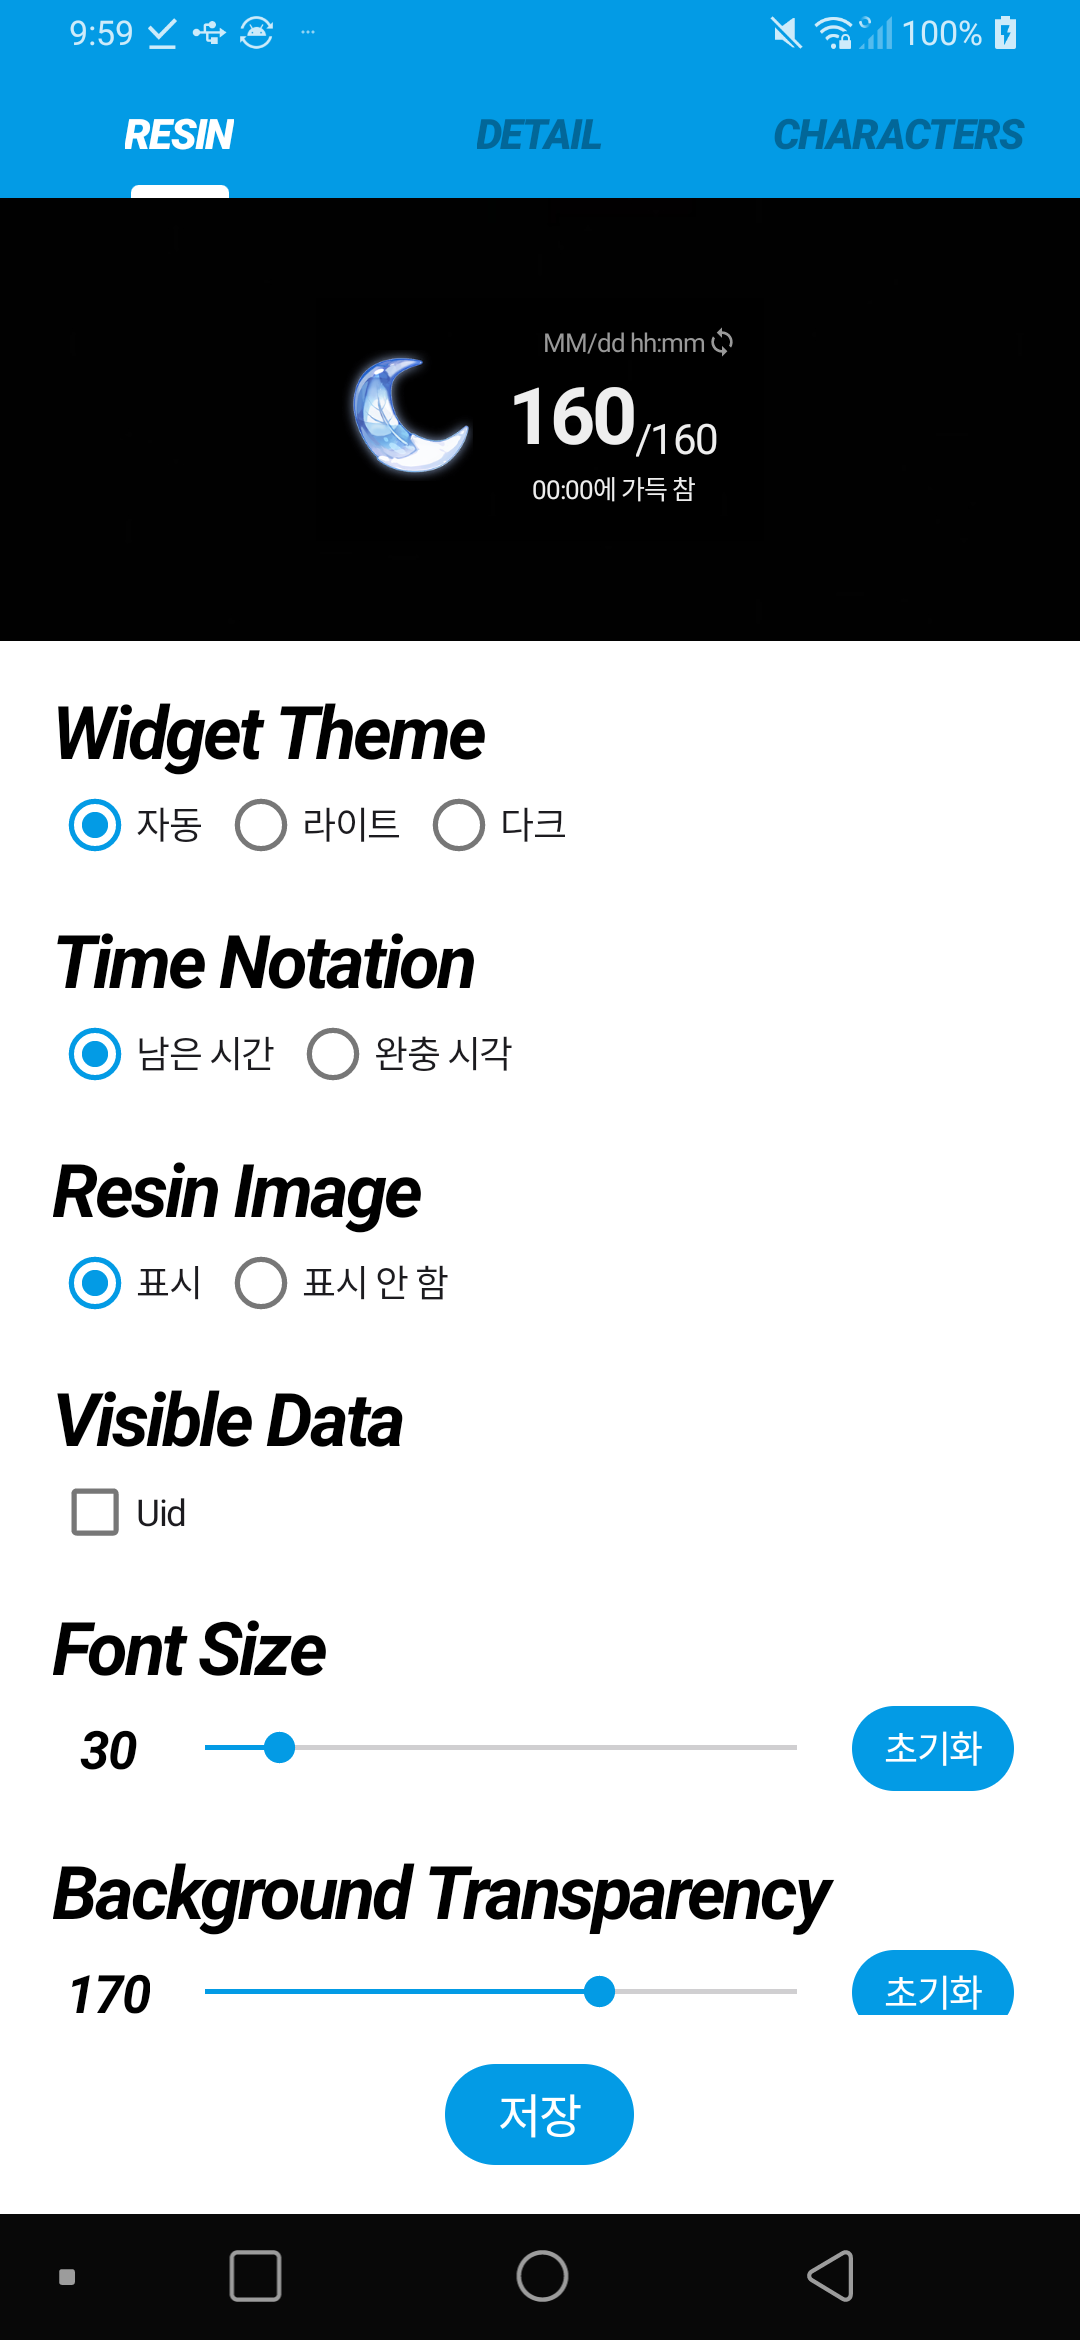 9:59
100%
RESIN
DETAIL
CHARACTERS
MM/dd hh:mm
160/160
00:00에 가득 참
Widget Theme
자동
라이트
다크
Time Notation
남은 시간
완충 시각
Resin Image
표시
표시 안 함
Visible Data
Uid
Font Size
30
초기화
Background Transparency
170
초기화
저장